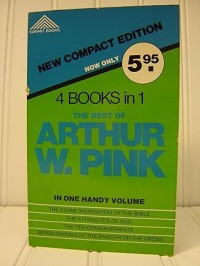 SUMMIT BOOKS
NEW COMPACT EDITION
NOW ONLY 5.95
4 BOOKS in 1
THE BEST OF
ARTHUR
W. PINK
IN ONE HANDY VOLUME
THE DIVINE INSPIRATION OF THE BIBLE
THE ATTRIBUTES OF GOD
THE TEN COMMANDMENTS
SEVEN SAYINGS OF THE SAVIOR ON THE CROSS